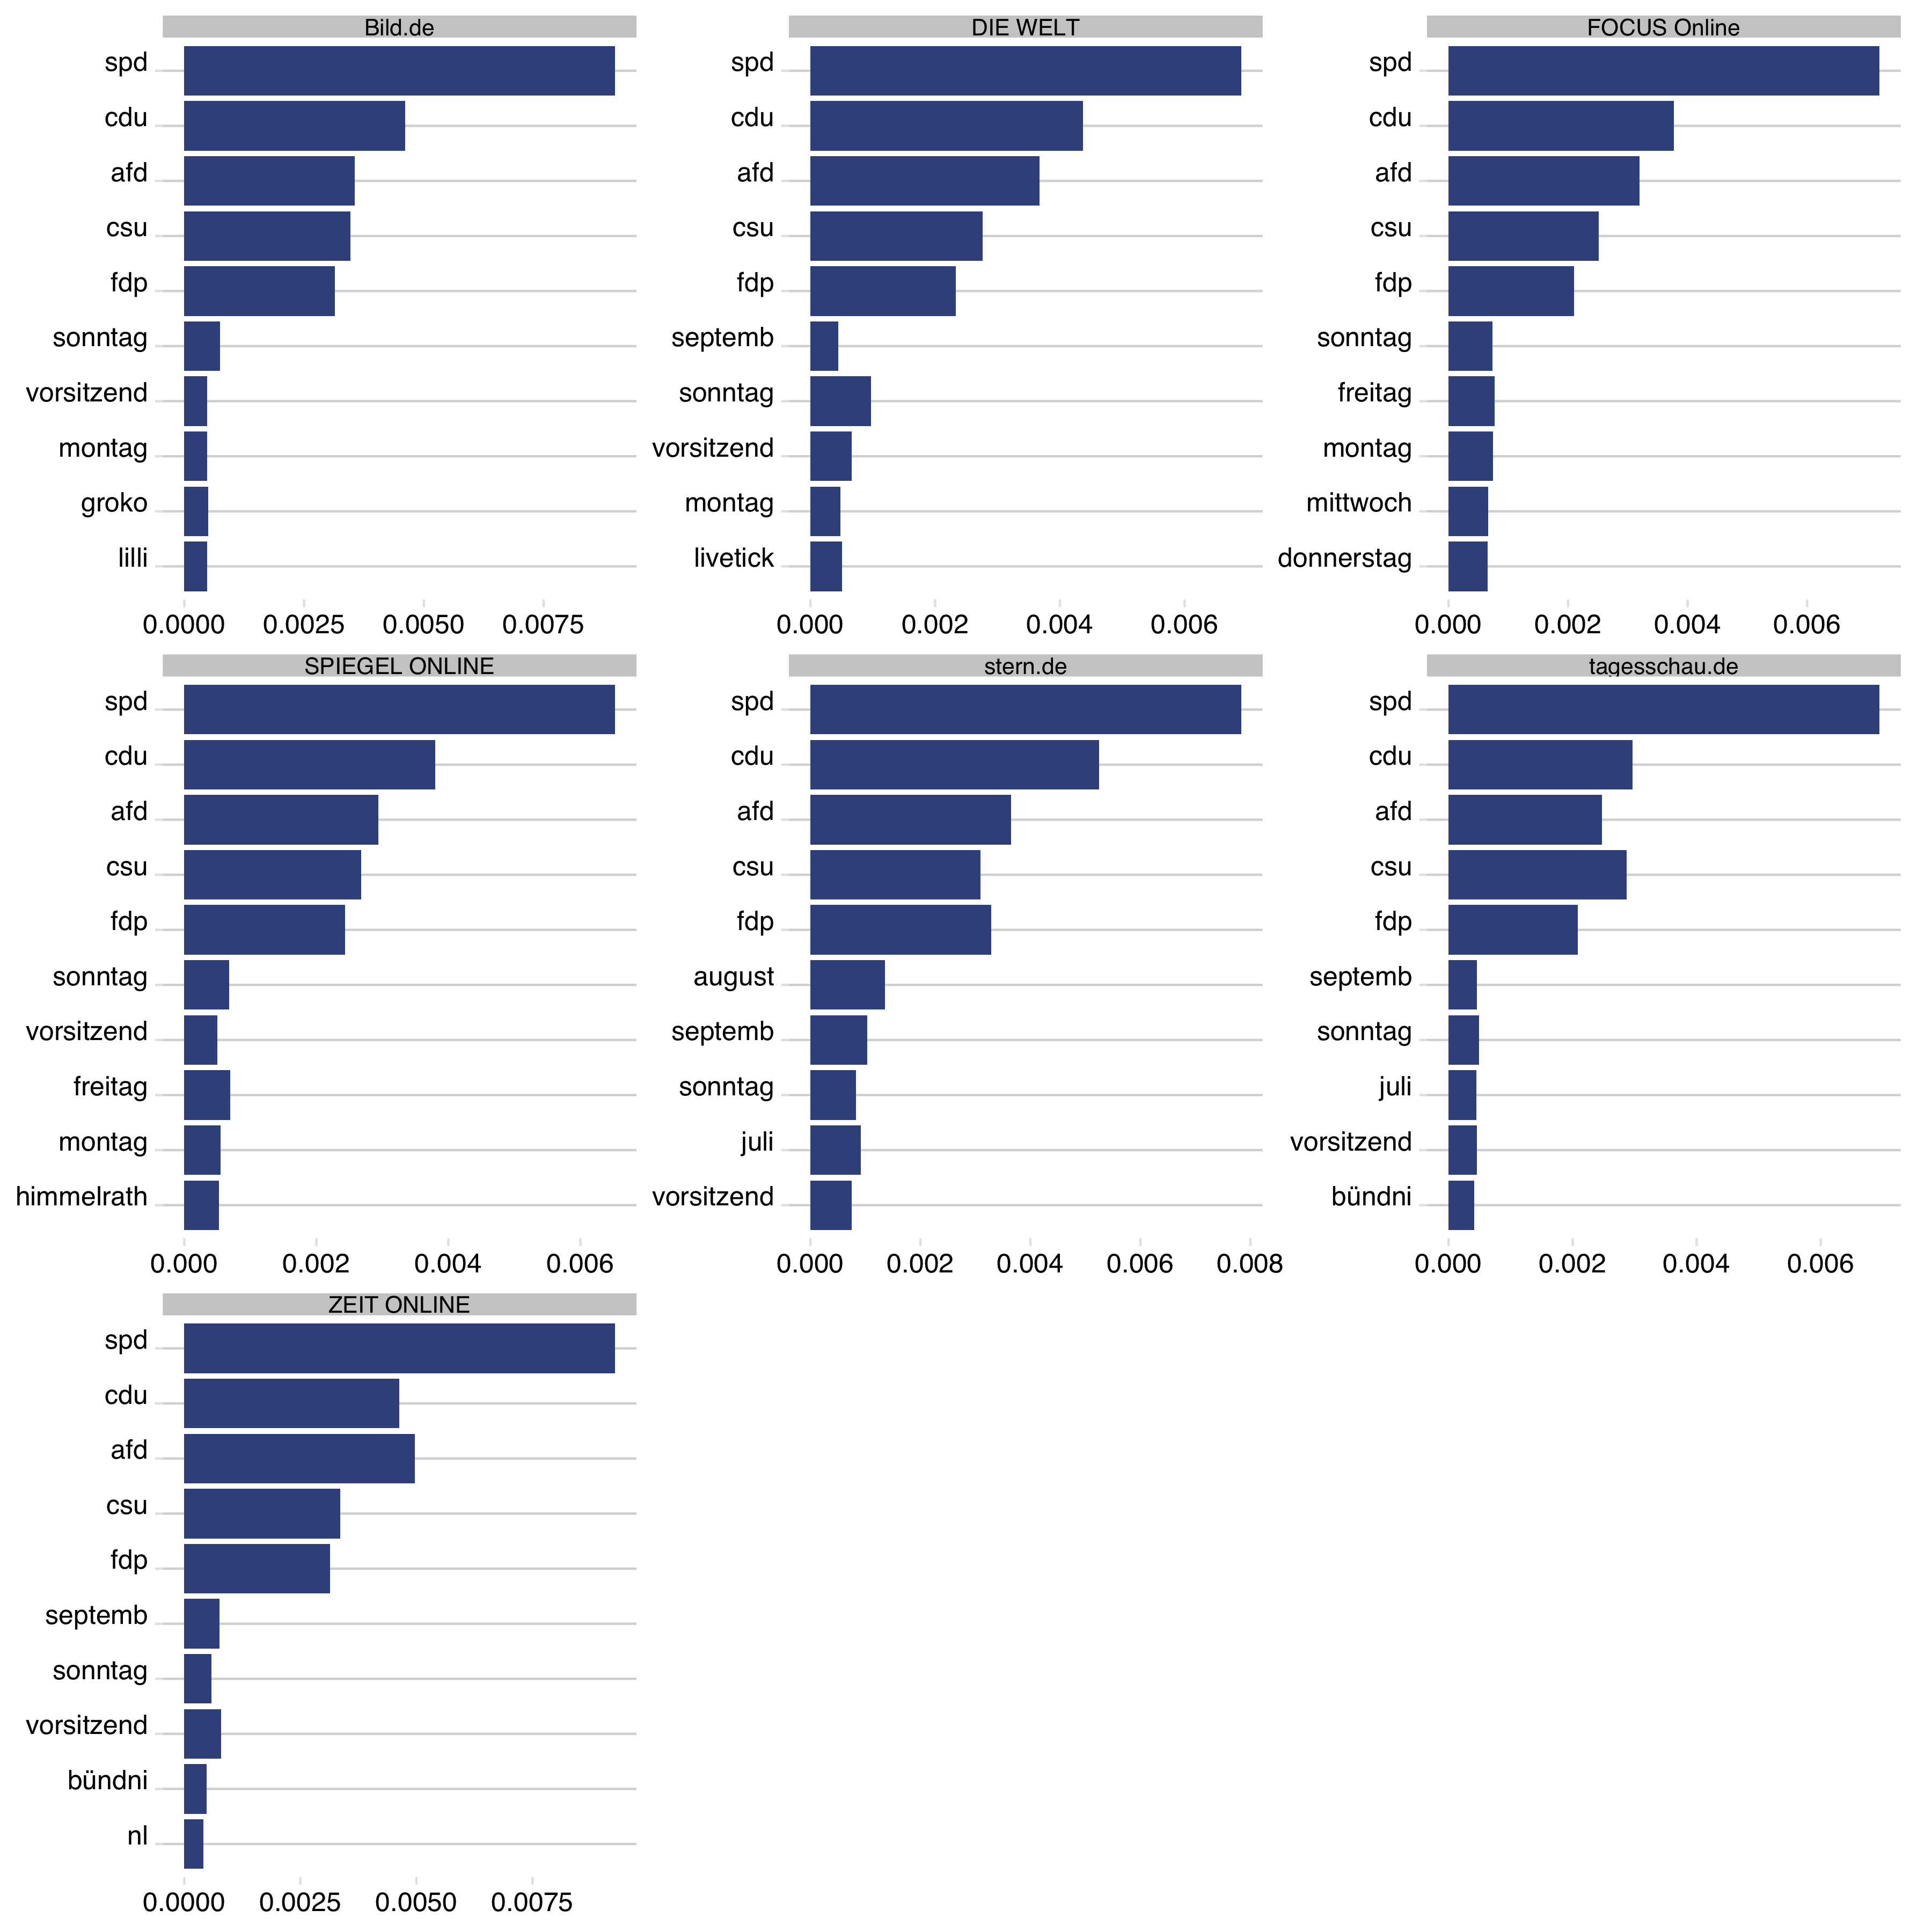 Bild.de
spd
cdu
afd
csu
fdp
sonntag
vorsitzend
montag
groko
lilli
0.0000 0.0025 0.0050 0.0075
DIE WELT
spd
cdu
afd
csu
fdp
septemb
sonntag
vorsitzend
montag
livetick
0.000 0.002 0.004 0.006
FOCUS Online
spd
cdu
afd
csu
fdp
sonntag
freitag
montag
mittwoch
donnerstag
0.000 0.002 0.004 0.006
SPIEGEL ONLINE
spd
cdu
afd
csu
fdp
sonntag
vorsitzend
freitag
montag
himmelrath
0.000 0.002 0.004 0.006
stern.de
spd
cdu
afd
csu
fdp
august
septemb
sonntag
juli
vorsitzend
0.000 0.002 0.004 0.006 0.008
tagesschau.de
spd
cdu
afd
csu
fdp
septemb
sonntag
juli
vorsitzend
bündni
0.000 0.002 0.004 0.006
ZEIT ONLINE
spd
cdu
afd
csu
fdp
septemb
sonntag
vorsitzend
bündni
nl
0.0000 0.0025 0.0050 0.0075